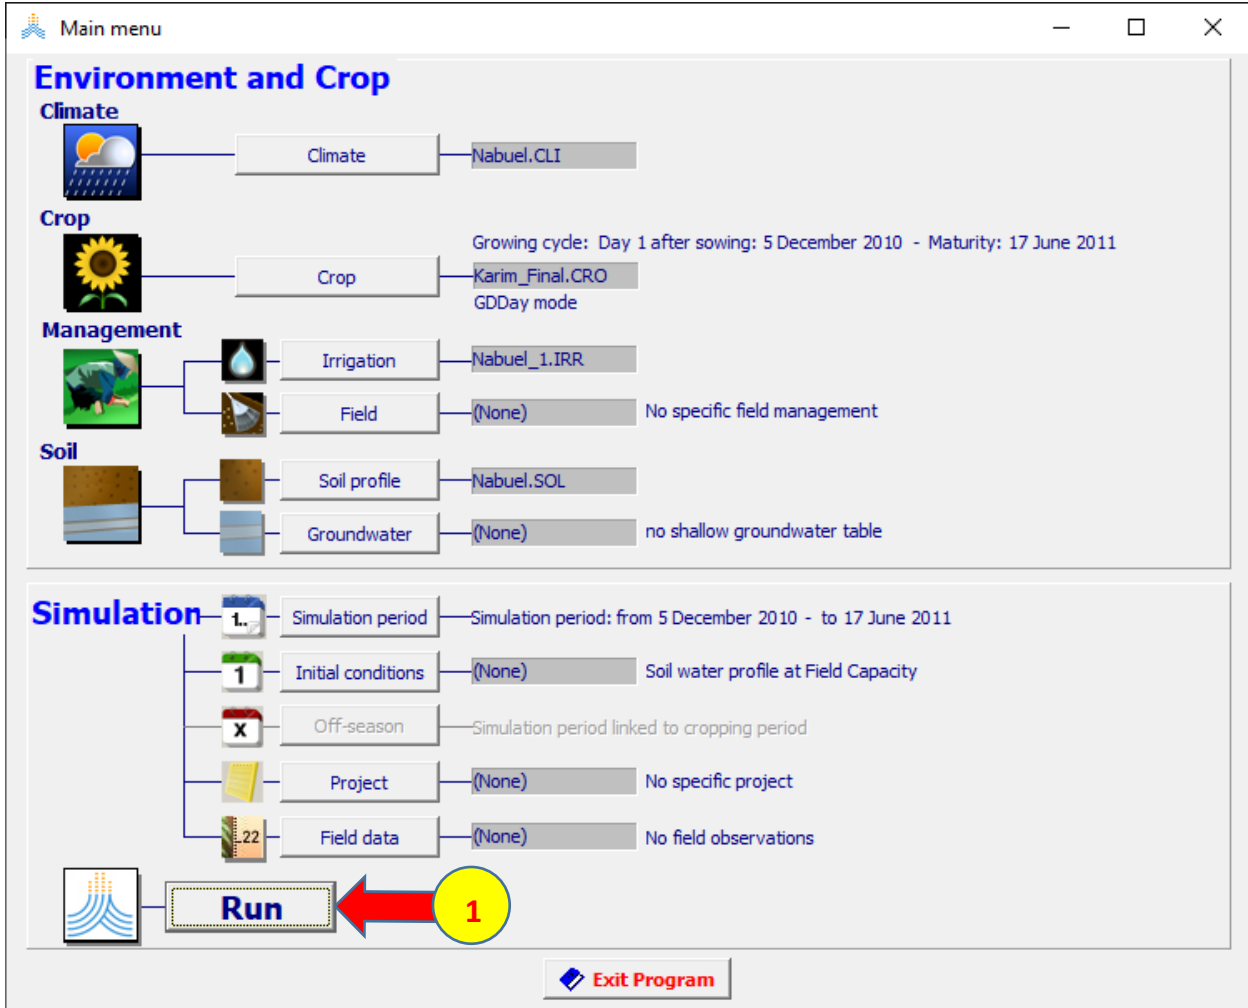 Main menu
Environment and Crop
Climate
Climate
Nabuel.CLI
Crop
Growing cycle: Day 1 after sowing: 5 December 2010 - Maturity: 17 June 2011
Crop
Karim_Final.CRO
GDDay mode
Management
Irrigation
Nabuel_1.IRR
Field
(None)
No specific field management
Soil
Soil profile
Nabuel.SOL
Groundwater
(None)
no shallow groundwater table
Simulation
1..
Simulation period
Simulation period: from 5 December 2010 - to 17 June 2011
1
Initial conditions
(None)
Soil water profile at Field Capacity
X
Off-season
Simulation period linked to cropping period
Project
(None)
No specific project
.22
Field data
(None)
No field observations
Run
1
Exit Program